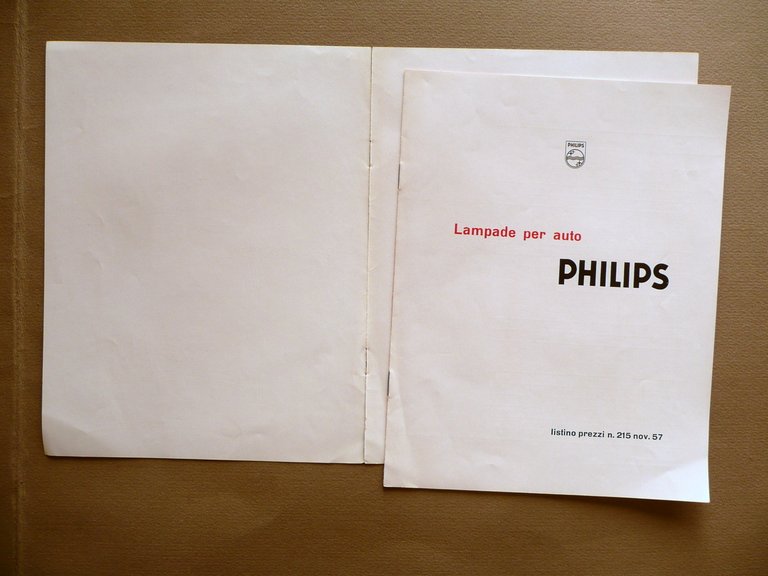 PHILIPS
Lampade per auto
PHILIPS
listino prezzi n. 215 nov. 57